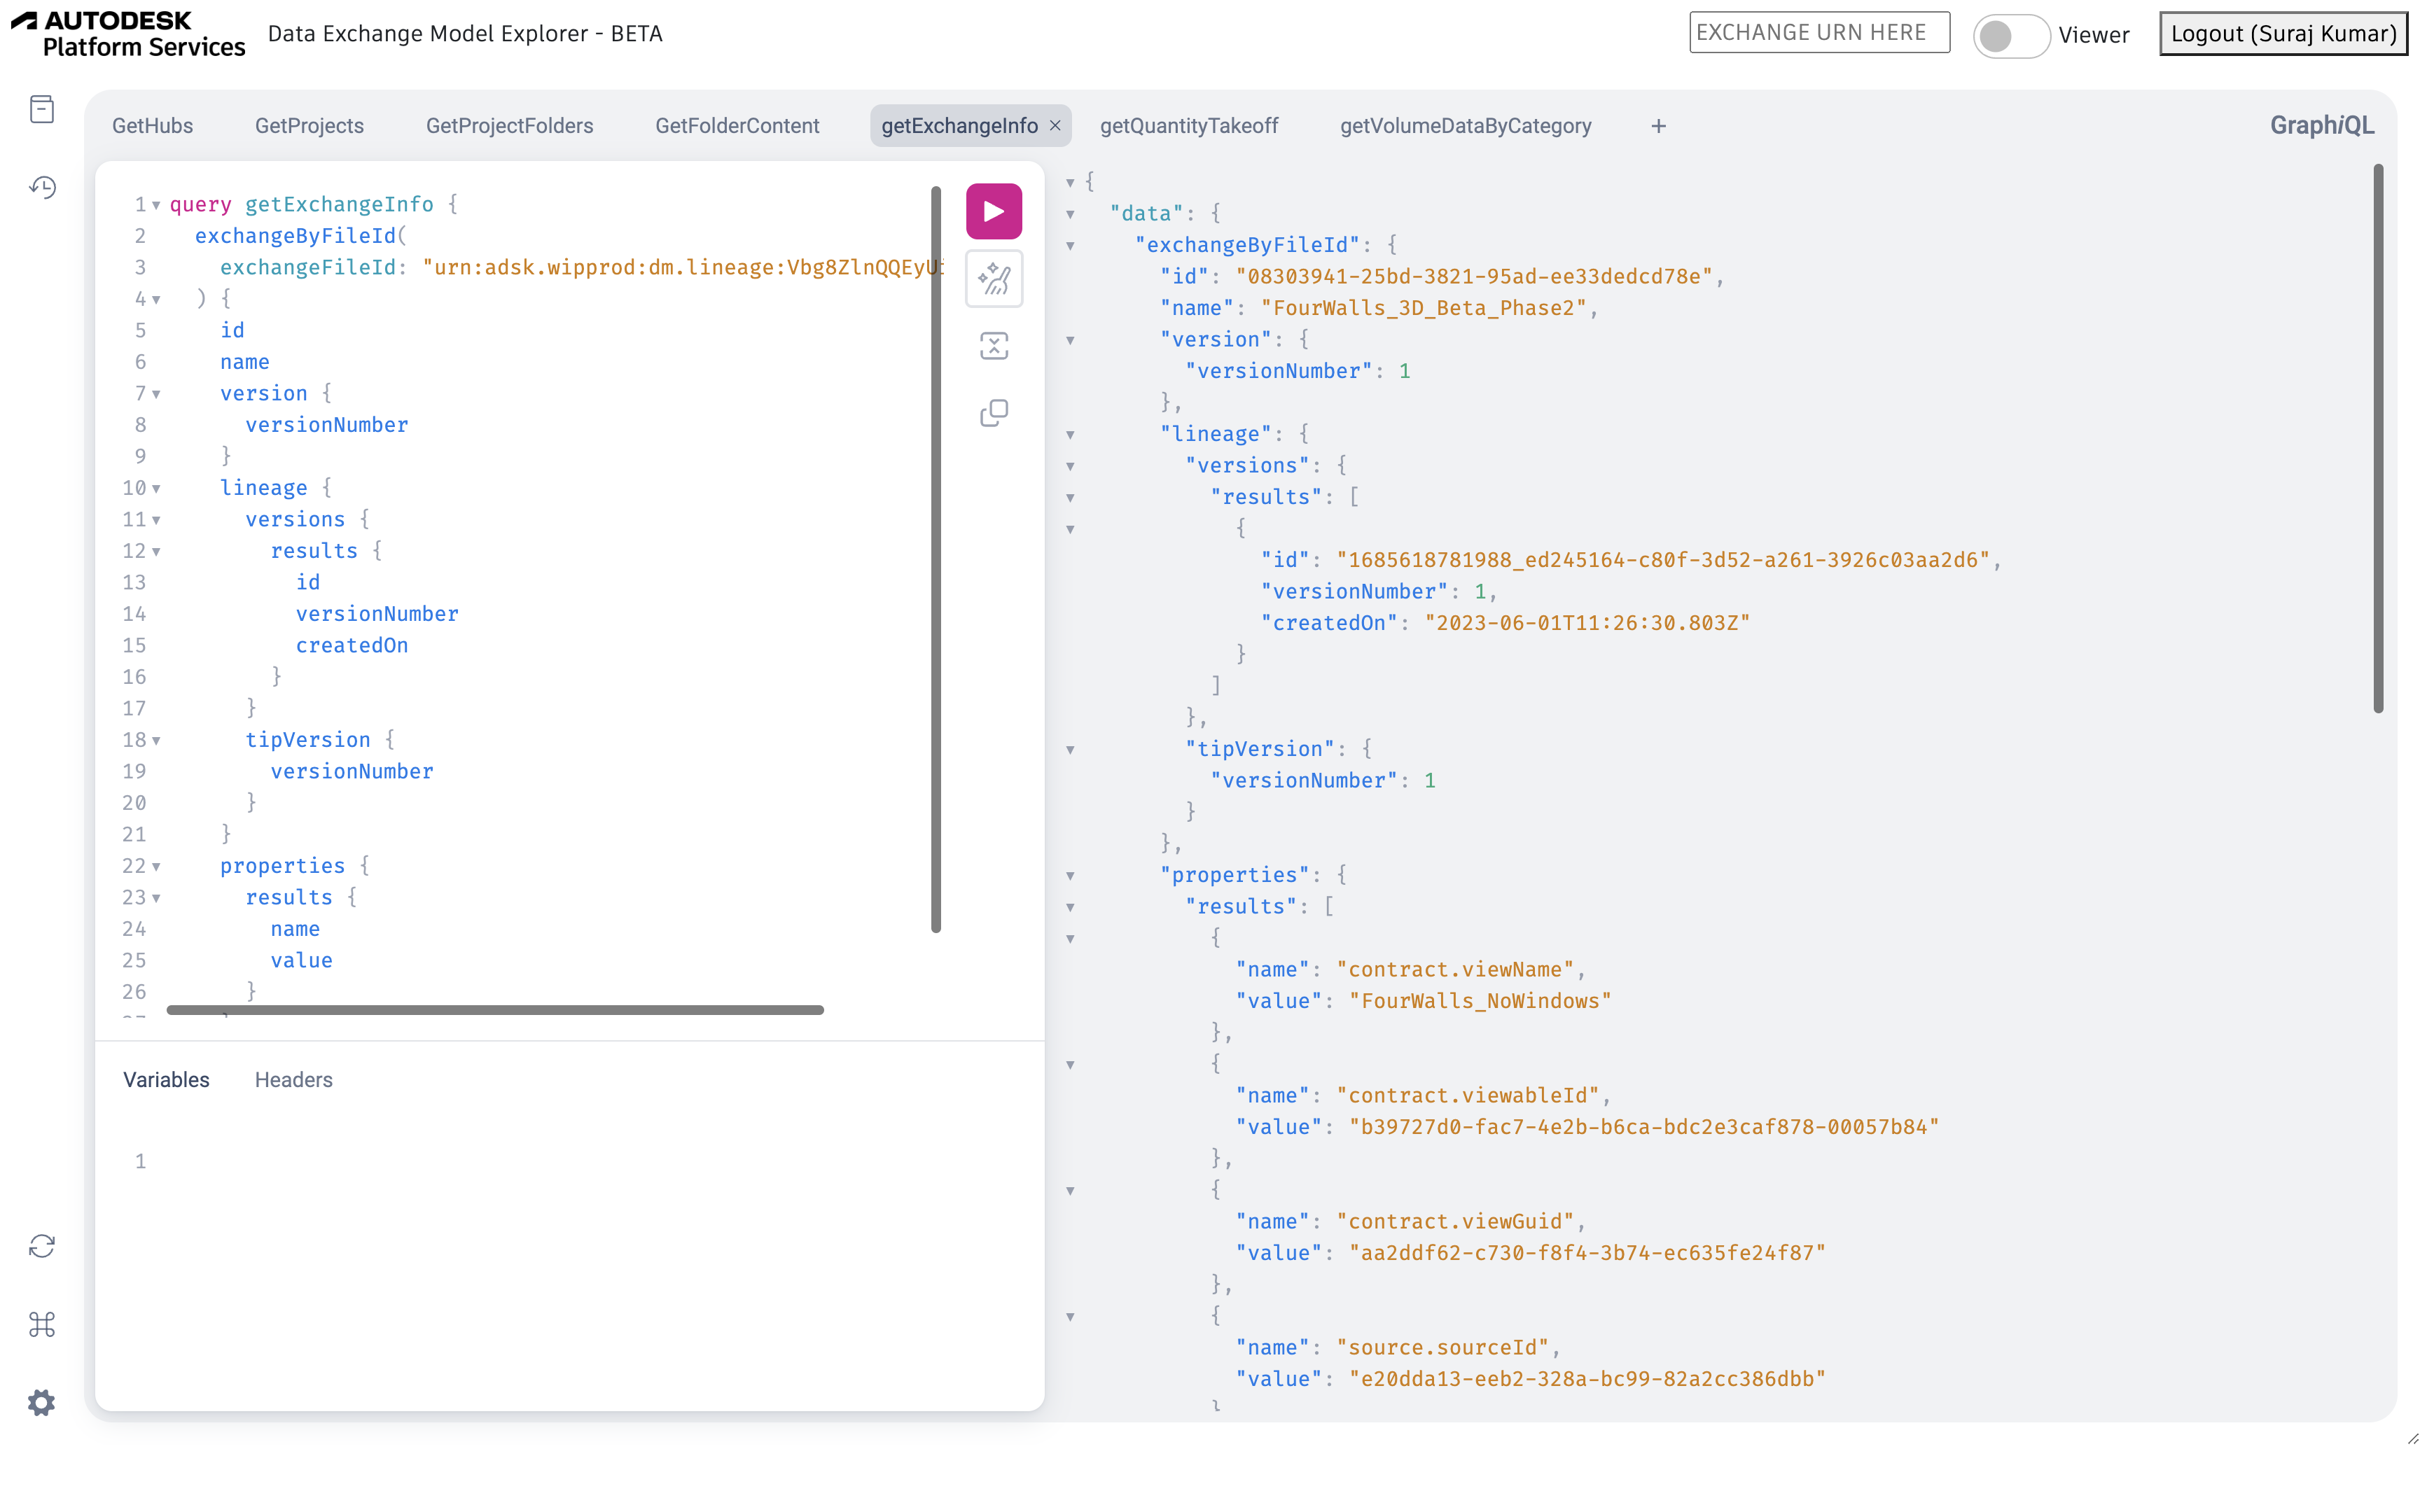 AUTODESK
Platform Services
Data Exchange Model Explorer - BETA
EXCHANGE URN HERE
Viewer
Logout (Suraj Kumar)
GetHubs
GetProjects
GetProjectFolders
GetFolderContent
getExchangeInfo
getQuantityTakeoff
getVolumeDataByCategory
+
GraphiQL
1 query getExchangeInfo {
2 exchangeByFileId(
3 exchangeFileId: "urn:adsk.wipprod:dm.lineage:Vbg8ZlnQQEyU
4 ) {
5 id
6 name
7 version {
8 versionNumber
9 }
10 lineage {
11 versions {
12 results {
13 id
14 versionNumber
15 createdOn
16 }
17 }
18 tipVersion {
19 versionNumber
20 }
21 }
22 properties {
23 results {
24 name
25 value
26 }
Variables
Headers
1
{
"data": {
"exchangeByFileId": {
"id": "08303941-25bd-3821-95ad-ee33dedcd78e",
"name": "FourWalls_3D_Beta_Phase2",
"version": {
"versionNumber": 1
},
"lineage": {
"versions": {
"results": [
{
"id": "1685618781988_ed245164-c80f-3d52-a261-3926c03aa2d6",
"versionNumber": 1,
"createdOn": "2023-06-01T11:26:30.803Z"
}
]
},
"tipVersion": {
"versionNumber": 1
}
},
"properties": {
"results": [
{
"name": "contract.viewName",
"value": "FourWalls_NoWindows"
},
{
"name": "contract.viewableId",
"value": "b39727d0-fac7-4e2b-b6ca-bdc2e3caf878-00057b84"
},
{
"name": "contract.viewGuid",
"value": "aa2ddf62-c730-f8f4-3b74-ec635fe24f87"
},
{
"name": "source.sourceId",
"value": "e20dda13-eeb2-328a-bc99-82a2cc386dbb"